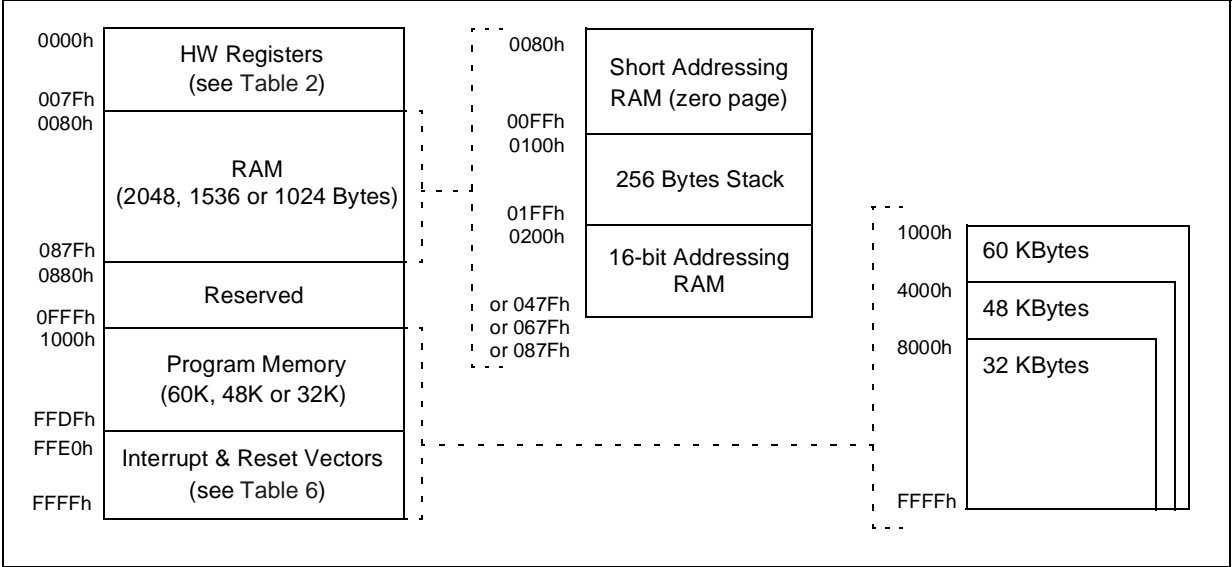 0000h
HW Registers
(see Table 2)
007Fh
0080h
RAM
(2048, 1536 or 1024 Bytes)
087Fh
0880h
Reserved
0FFFh
1000h
Program Memory
(60K, 48K or 32K)
FFDFh
FFE0h
Interrupt & Reset Vectors
(see Table 6)
FFFFh
0080h
Short Addressing
RAM (zero page)
00FFh
0100h
256 Bytes Stack
01FFh
0200h
16-bit Addressing
RAM
or 047Fh
or 067Fh
or 087Fh
1000h
60 KBytes
4000h
48 KBytes
8000h
32 KBytes
FFFFh